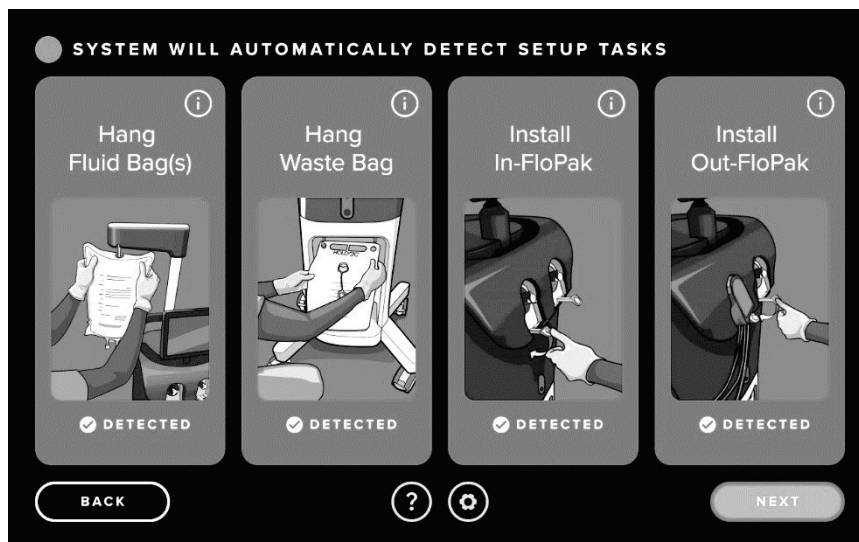 SYSTEM WILL AUTOMATICALLY DETECT SETUP TASKS
i
Hang
Fluid Bag(s)
DETECTED
i
Hang
Waste Bag
DETECTED
i
Install
In-FloPak
DETECTED
i
Install
Out-FloPak
DETECTED
BACK
?
NEXT